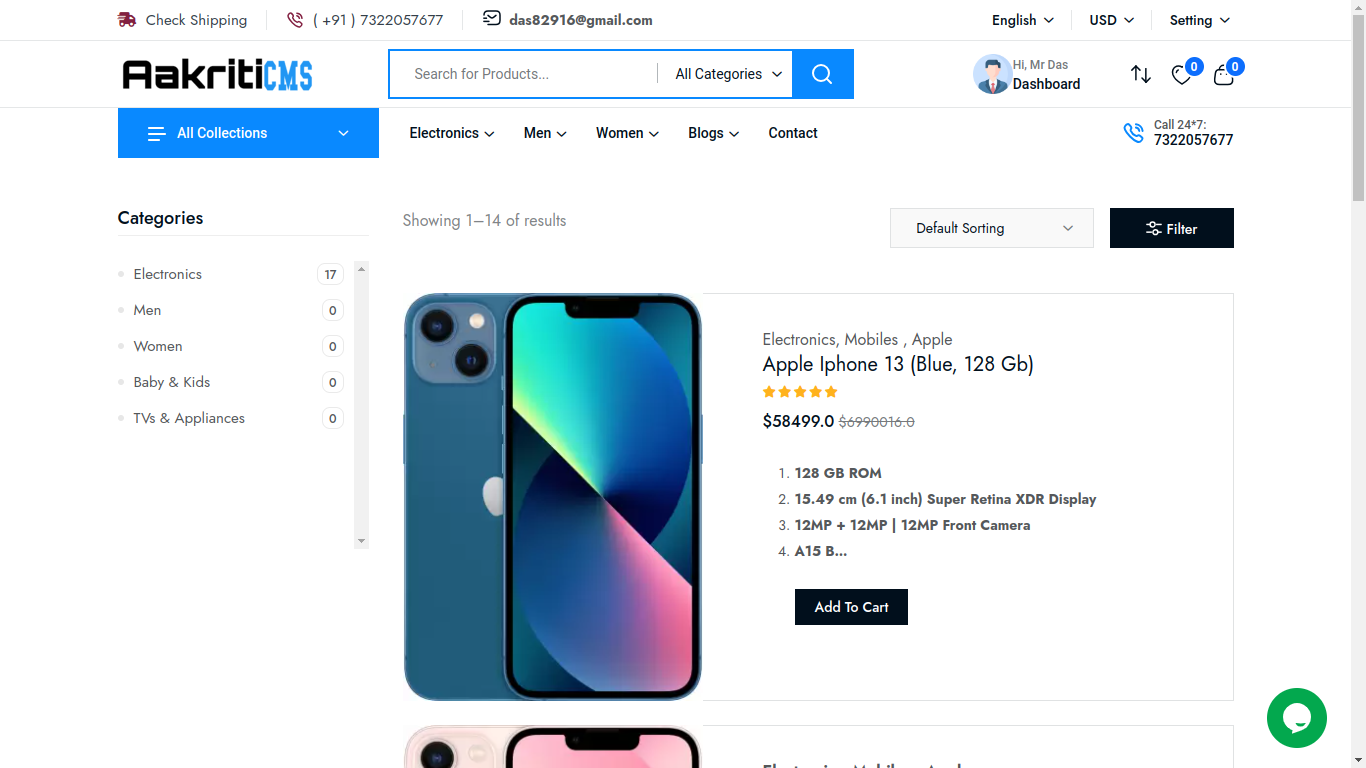 Check Shipping ( +91 ) 7322057677 das82916@gmail.com English USD Setting
AakritiCMS Search for Products... All Categories Hi, Mr Das Dashboard 0 0
All Collections Electronics Men Women Blogs Contact Call 24*7: 7322057677
Categories
Electronics 17
Men 0
Women 0
Baby & Kids 0
TVs & Appliances 0
Showing 1–14 of results Default Sorting Filter
Electronics, Mobiles , Apple
Apple Iphone 13 (Blue, 128 Gb)
$58499.0 $6990016.0
1. 128 GB ROM
2. 15.49 cm (6.1 inch) Super Retina XDR Display
3. 12MP + 12MP | 12MP Front Camera
4. A15 B...
Add To Cart